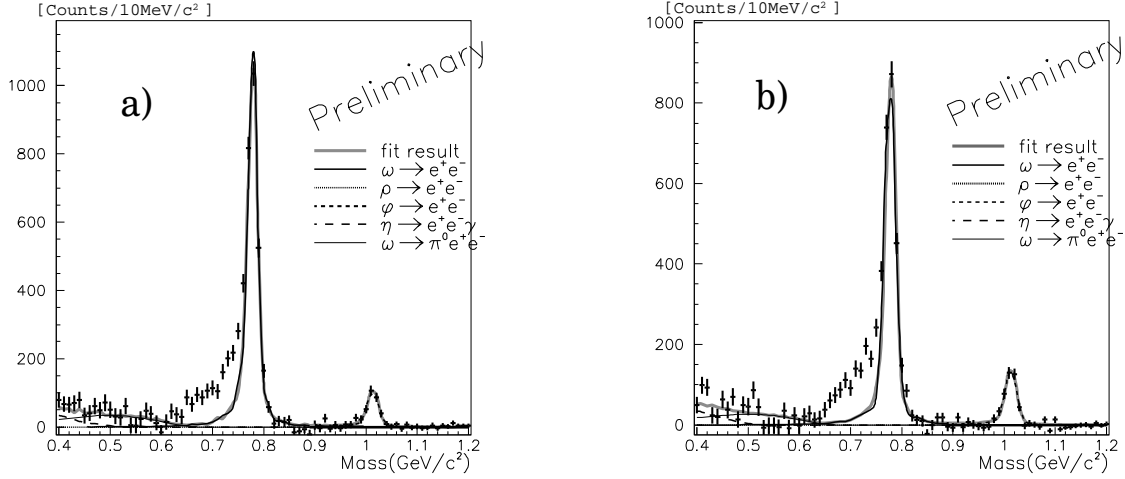 [Counts/10MeV/c²]
a)
Preliminary
fit result
ω → e⁺e⁻
ρ → e⁺e⁻
φ → e⁺e⁻
η → e⁺e⁻γ
ω → π⁰e⁺e⁻
1000
800
600
400
200
0
0.4 0.5 0.6 0.7 0.8 0.9 1 1.1 1.2
Mass(GeV/c²)
[Counts/10MeV/c²]
b)
Preliminary
fit result
ω → e⁺e⁻
ρ → e⁺e⁻
φ → e⁺e⁻
η → e⁺e⁻γ
ω → π⁰e⁺e⁻
1000
800
600
400
200
0
0.4 0.5 0.6 0.7 0.8 0.9 1 1.1 1.2
Mass(GeV/c²)